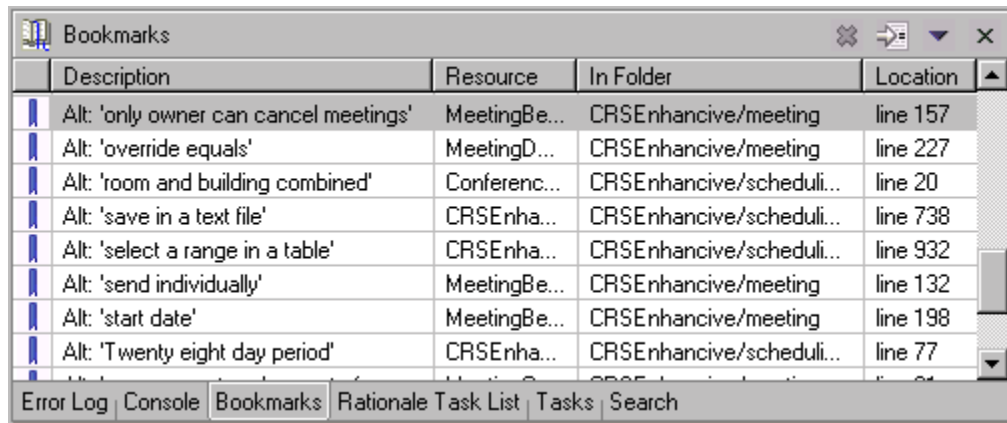 Bookmarks
Description Resource In Folder Location
Alt: 'only owner can cancel meetings' MeetingBe... CRSEnhancive/meeting line 157
Alt: 'override equals' MeetingD... CRSEnhancive/meeting line 227
Alt: 'room and building combined' Conferenc... CRSEnhancive/scheduli... line 20
Alt: 'save in a text file' CRSEnha... CRSEnhancive/scheduli... line 738
Alt: 'select a range in a table' CRSEnha... CRSEnhancive/scheduli... line 932
Alt: 'send individually' MeetingBe... CRSEnhancive/meeting line 132
Alt: 'start date' MeetingBe... CRSEnhancive/meeting line 198
Alt: 'Twenty eight day period' CRSEnha... CRSEnhancive/scheduli... line 77
Error Log Console Bookmarks Rationale Task List Tasks Search